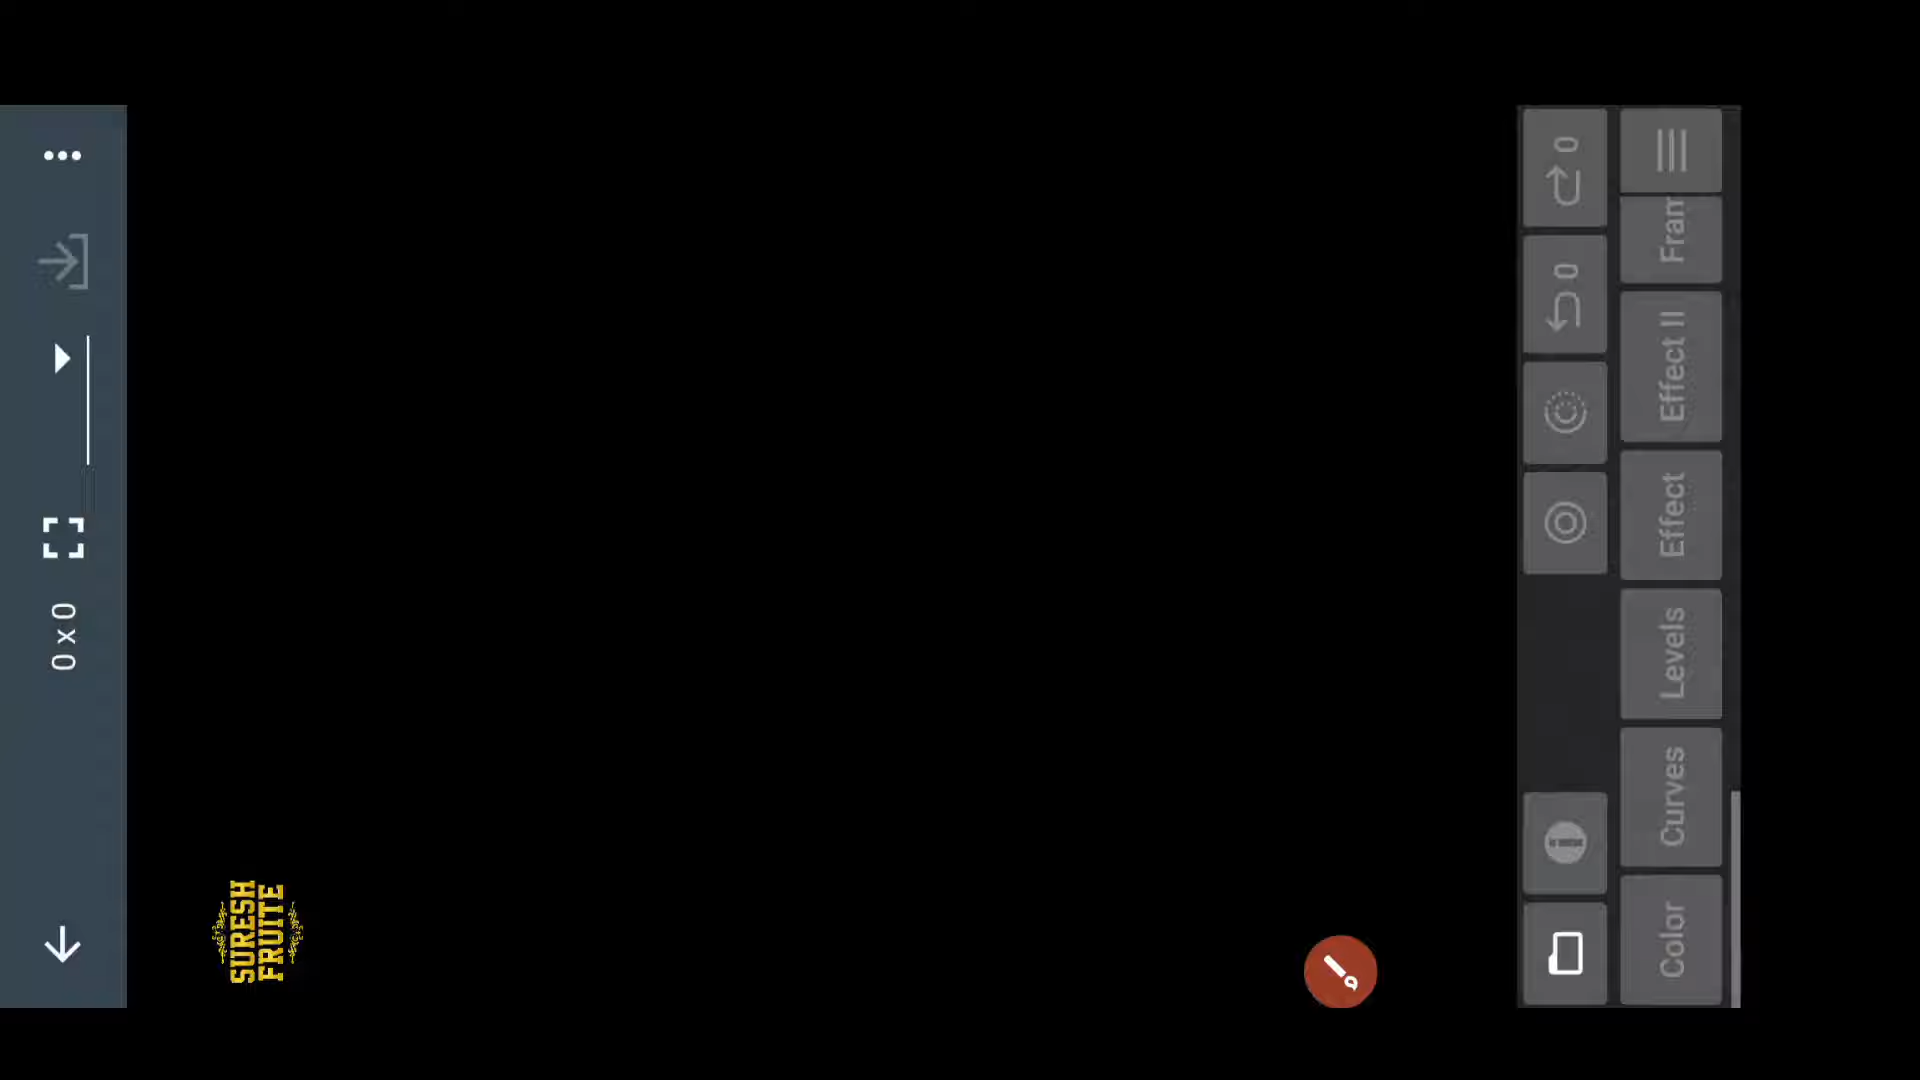 0 x 0
SURESH
FRUITE
0
0
Color
Curves
Levels
Effect
Effect II
Fram